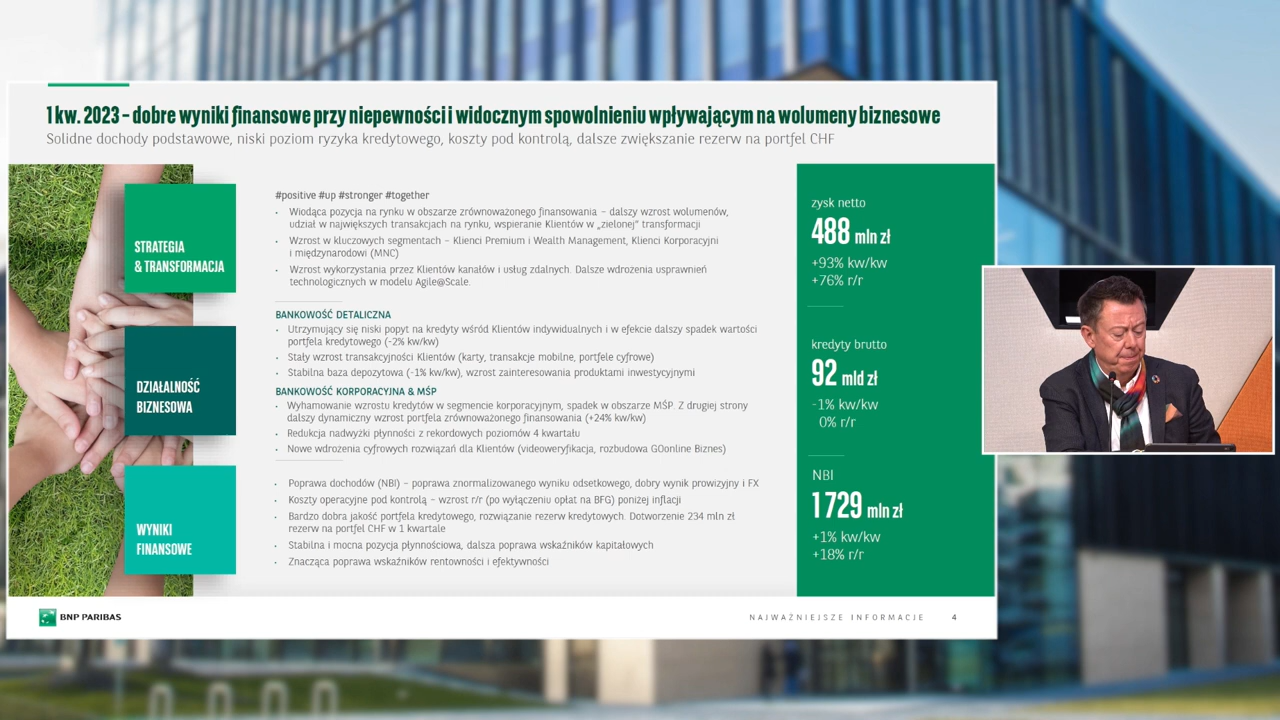 1 kw. 2023 – dobre wyniki finansowe przy niepewności i widocznym spowolnieniu wpływającym na wolumeny biznesowe
Solidne dochody podstawowe, niski poziom ryzyka kredytowego, koszty pod kontrolą, dalsze zwiększanie rezerw na portfel CHF
STRATEGIA
& TRANSFORMACJA
#positive #up #stronger #together
• Wiodąca pozycja na rynku w obszarze zrównoważonego finansowania – dalszy wzrost wolumenów,
udział w największych transakcjach na rynku, wspieranie Klientów w „zielonej” transformacji
• Wzrost w kluczowych segmentach – Klienci Premium i Wealth Management, Klienci Korporacyjni
i międzynarodowi (MNC)
• Wzrost wykorzystania przez Klientów kanałów i usług zdalnych. Dalsze wdrożenia usprawnień
technologicznych w modelu Agile@Scale.
DZIAŁALNOŚĆ
BIZNESOWA
BANKOWOŚĆ DETALICZNA
• Utrzymujący się niski popyt na kredyty wśród Klientów indywidualnych i w efekcie dalszy spadek wartości
portfela kredytowego (-2% kw/kw)
• Stały wzrost transakcyjności Klientów (karty, transakcje mobilne, portfele cyfrowe)
• Stabilna baza depozytowa (-1% kw/kw), wzrost zainteresowania produktami inwestycyjnymi
BANKOWOŚĆ KORPORACYJNA & MŚP
• Wyhamowanie wzrostu kredytów w segmencie korporacyjnym, spadek w obszarze MŚP. Z drugiej strony
dalszy dynamiczny wzrost portfela zrównoważonego finansowania (+24% kw/kw)
• Redukcja nadwyżki płynności z rekordowych poziomów 4 kwartału
• Nowe wdrożenia cyfrowych rozwiązań dla Klientów (videoweryfikacja, rozbudowa GOonline Biznes)
WYNIKI
FINANSOWE
• Poprawa dochodów (NBI) – poprawa znormalizowanego wyniku odsetkowego, dobry wynik prowizyjny i FX
• Koszty operacyjne pod kontrolą – wzrost r/r (po wyłączeniu opłat na BFG) poniżej inflacji
• Bardzo dobra jakość portfela kredytowego, rozwiązanie rezerw kredytowych. Dotworzenie 234 mln zł
rezerw na portfel CHF w 1 kwartale
• Stabilna i mocna pozycja płynnościowa, dalsza poprawa wskaźników kapitałowych
• Znacząca poprawa wskaźników rentowności i efektywności
zysk netto
488 mln zł
+93% kw/kw
+76% r/r
kredyty brutto
92 mld zł
-1% kw/kw
0% r/r
NBI
1 729 mln zł
+1% kw/kw
+18% r/r
BNP PARIBAS
NAJWAŻNIEJSZE INFORMACJE 4